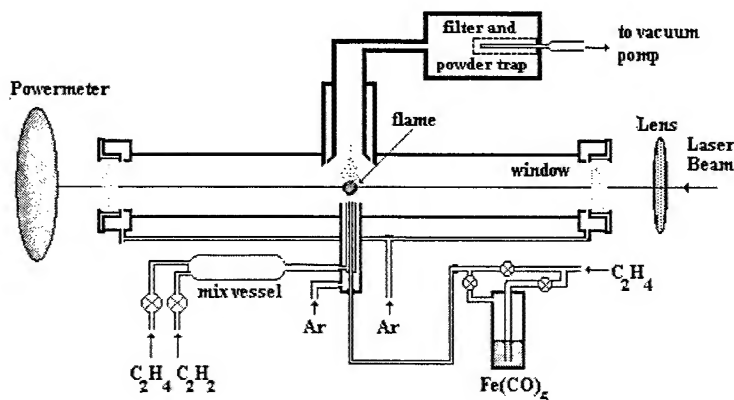 filter and
powder trap
to vacuum
pump
Powermeter
flame
Lens
Laser
Beam
window
mix vessel
Ar
Ar
C2H4
C2H4 C2H2
Fe(CO)5